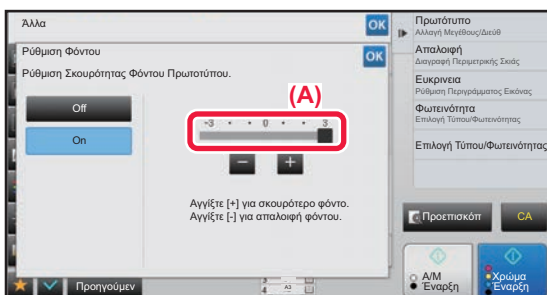 Άλλα
OK
Ρύθμιση Φόντου
OK
Ρύθμιση Σκουρότητας Φόντου Πρωτοτύπου.
(A)
Off
On
-3 • • 0 • • 3
- +
Αγγίξτε [+] για σκουρότερο φόντο.
Αγγίξτε [-] για απαλοιφή φόντου.
Προηγούμεν
A3
4
Πρωτότυπο
Αλλαγή Μεγέθους/Διεύθ
Απαλοιφή
Διαγραφή Περιμετρικής Σκιάς
Ευκρινεια
Ρύθμιση Περιγράμματος Εικόνας
Φωτεινότητα
Επιλογή Τύπου/Φωτεινότητας
Επιλογή Τύπου/Φωτεινότητας
Προεπισκόπ
CA
Α/Μ
Έναρξη
Χρώμα
Έναρξη